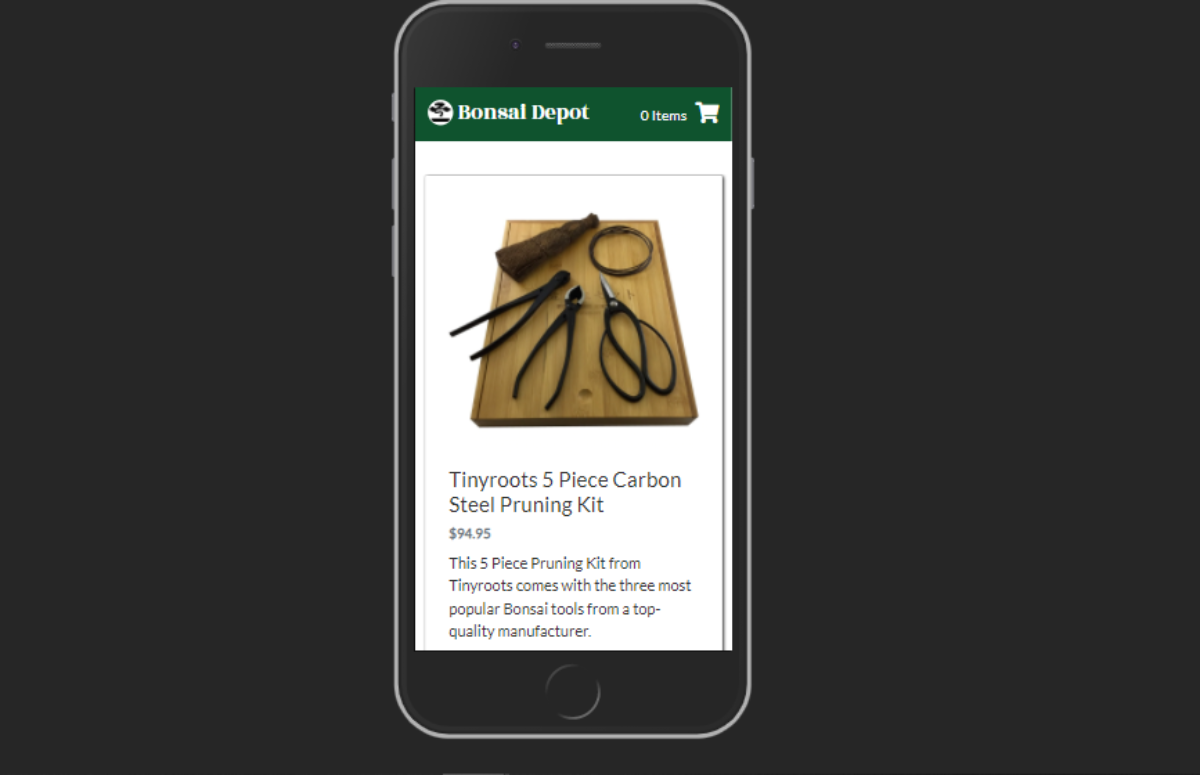 Bonsai Depot
0 Items
Tinyroots 5 Piece Carbon
Steel Pruning Kit
$94.95
This 5 Piece Pruning Kit from
Tinyroots comes with the three most
popular Bonsai tools from a top-
quality manufacturer.